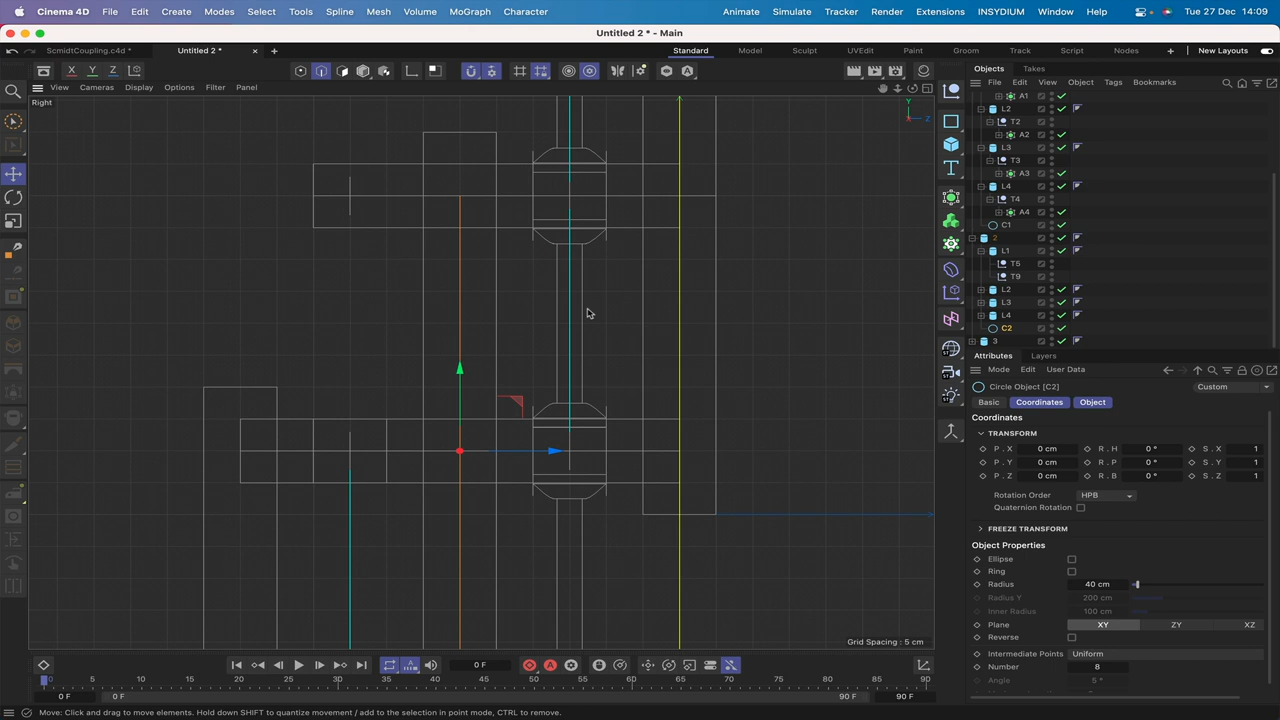 Cinema 4D File Edit Create Modes Select Tools Spline Mesh Volume MoGraph Character Animate Simulate Tracker Render Extensions INSYDIUM Window Help Tue 27 Dec 14:09
Untitled 2 * - Main
ScmidtCoupling.c4d * Untitled 2 * Standard Model Sculpt UVEdit Paint Groom Track Script Nodes New Layouts
X Y Z
Objects Takes
View Cameras Display Options Filter Panel
File Edit View Object Tags Bookmarks
Right
Y
Z
A1
L2
T2
A2
L3
T3
A3
L4
T4
A4
C1
2
L1
T5
T9
L2
L3
L4
C2
3
Attributes Layers
Mode Edit User Data
Circle Object [C2] Custom
Basic Coordinates Object
Coordinates
TRANSFORM
P . X 0 cm R . H 0 ° S . X 1
P . Y 0 cm R . P 0 ° S . Y 1
P . Z 0 cm R . B 0 ° S . Z 1
Rotation Order HPB
Quaternion Rotation
FREEZE TRANSFORM
Object Properties
Ellipse
Ring
Radius 40 cm
Radius Y 200 cm
Inner Radius 100 cm
Plane XY ZY XZ
Reverse
Intermediate Points Uniform
Number 8
Angle 5 °
Grid Spacing : 5 cm
0 F
0 5 10 15 20 25 30 35 40 45 50 55 60 65 70 75 80 85 90
0 F 0 F 90 F 90 F
Move: Click and drag to move elements. Hold down SHIFT to quantize movement / add to the selection in point mode, CTRL to remove.